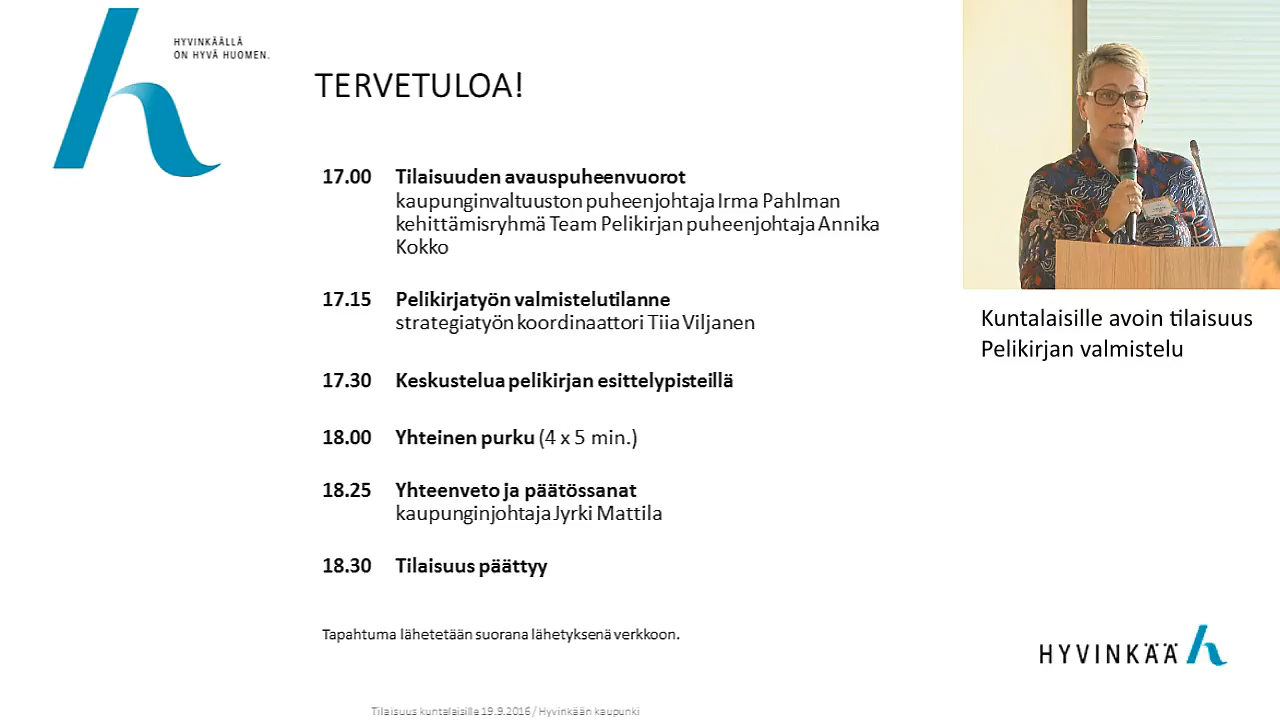 HYVINKÄÄLLÄ
ON HYVÄ HUOMEN.
TERVETULOA!
17.00 Tilaisuuden avauspuheenvuorot
kaupunginvaltuuston puheenjohtaja Irma Pahlman
kehittämisryhmä Team Pelikirjan puheenjohtaja Annika
Kokko
17.15 Pelikirjatyön valmistelutilanne
strategiatyön koordinaattori Tiia Viljanen
17.30 Keskustelua pelikirjan esittelypisteillä
18.00 Yhteinen purku (4 x 5 min.)
18.25 Yhteenveto ja päätössanat
kaupunginjohtaja Jyrki Mattila
18.30 Tilaisuus päättyy
Tapahtuma lähetetään suorana lähetyksenä verkkoon.
Tilaisuus kuntalaisille 19.9.2016 / Hyvinkään kaupunki
Kuntalaisille avoin tilaisuus
Pelikirjan valmistelu
HYVINKÄÄ